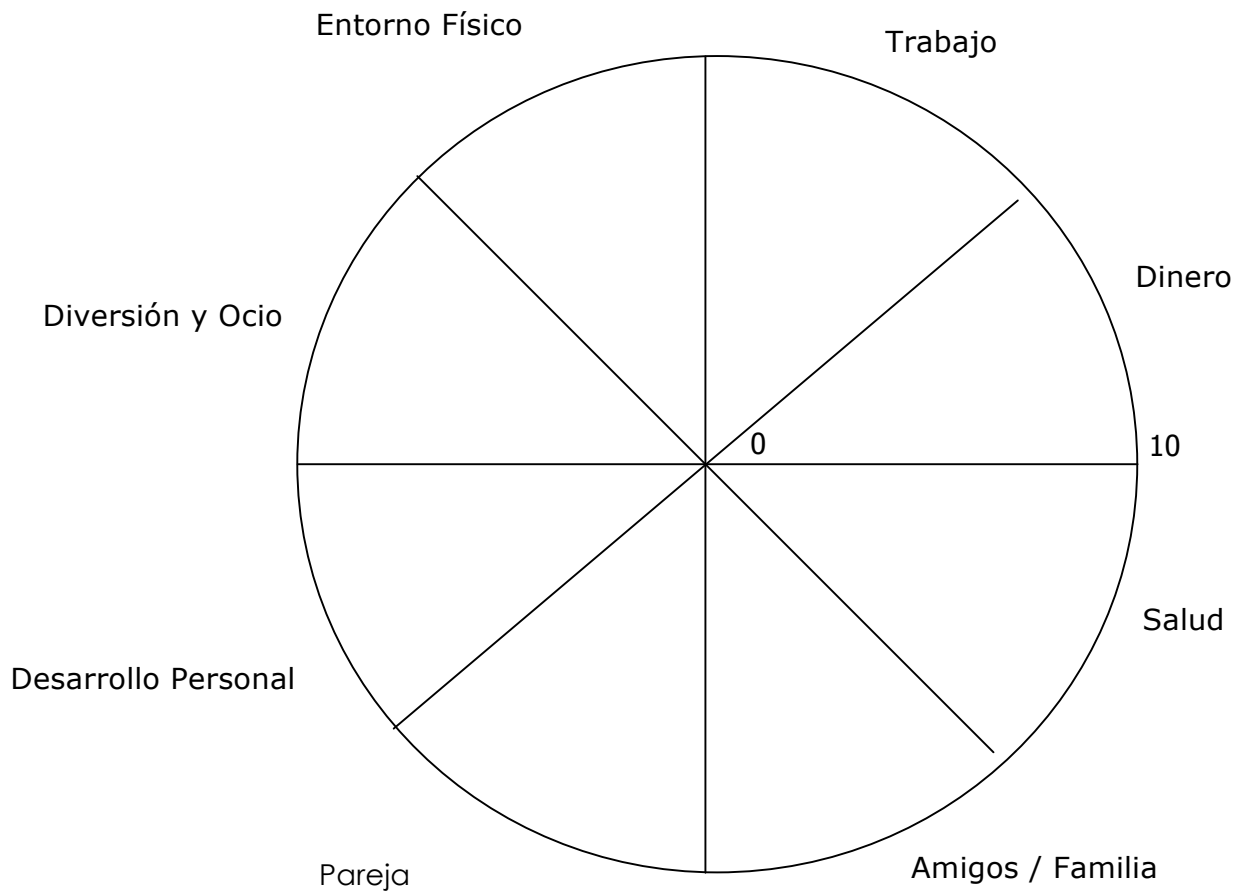 Entorno Físico
Trabajo
Dinero
Diversión y Ocio
0
10
Salud
Desarrollo Personal
Amigos / Familia
Pareja